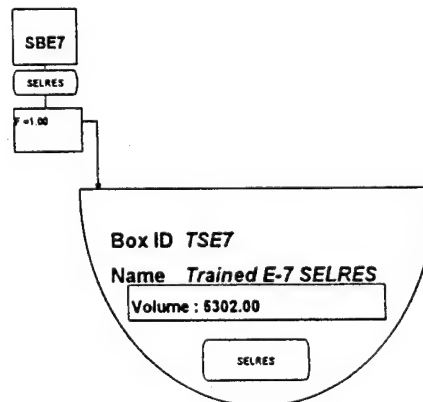 SBE7
SELRES
F =1.00
Box ID TSE7
Name Trained E-7 SELRES
Volume : 5302.00
SELRES